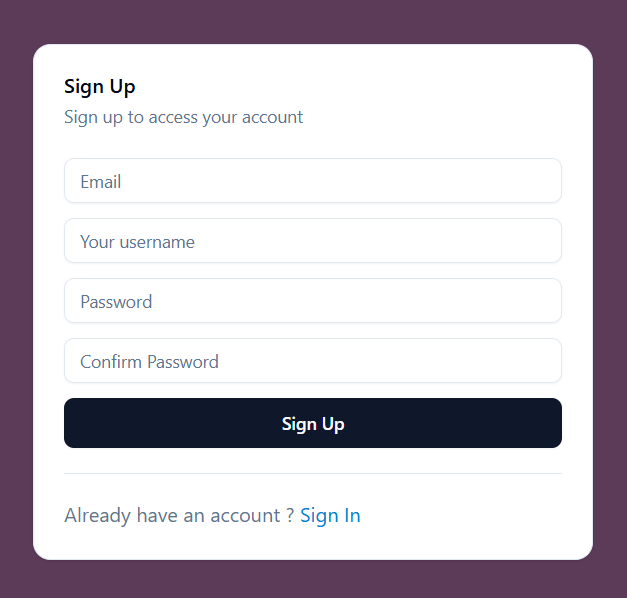 Sign Up
Sign up to access your account
Email
Your username
Password
Confirm Password
Sign Up
Already have an account ? Sign In